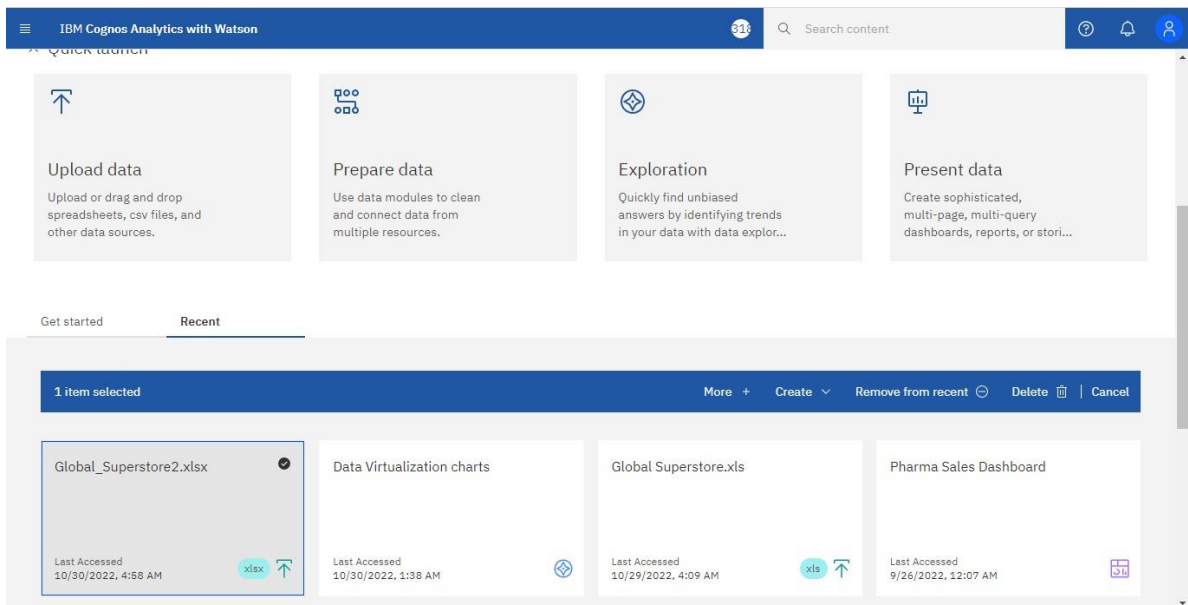 IBM Cognos Analytics with Watson
Search content
Quick launch
Upload data
Upload or drag and drop
spreadsheets, csv files, and
other data sources.
Prepare data
Use data modules to clean
and connect data from
multiple resources.
Exploration
Quickly find unbiased
answers by identifying trends
in your data with data explor...
Present data
Create sophisticated,
multi-page, multi-query
dashboards, reports, or stori...
Get started
Recent
1 item selected
More +
Create
Remove from recent
Delete | Cancel
Global_Superstore2.xlsx
Last Accessed
10/30/2022, 4:58 AM
xlsx
Data Virtualization charts
Last Accessed
10/30/2022, 1:38 AM
Global Superstore.xls
Last Accessed
10/29/2022, 4:09 AM
xls
Pharma Sales Dashboard
Last Accessed
9/26/2022, 12:07 AM